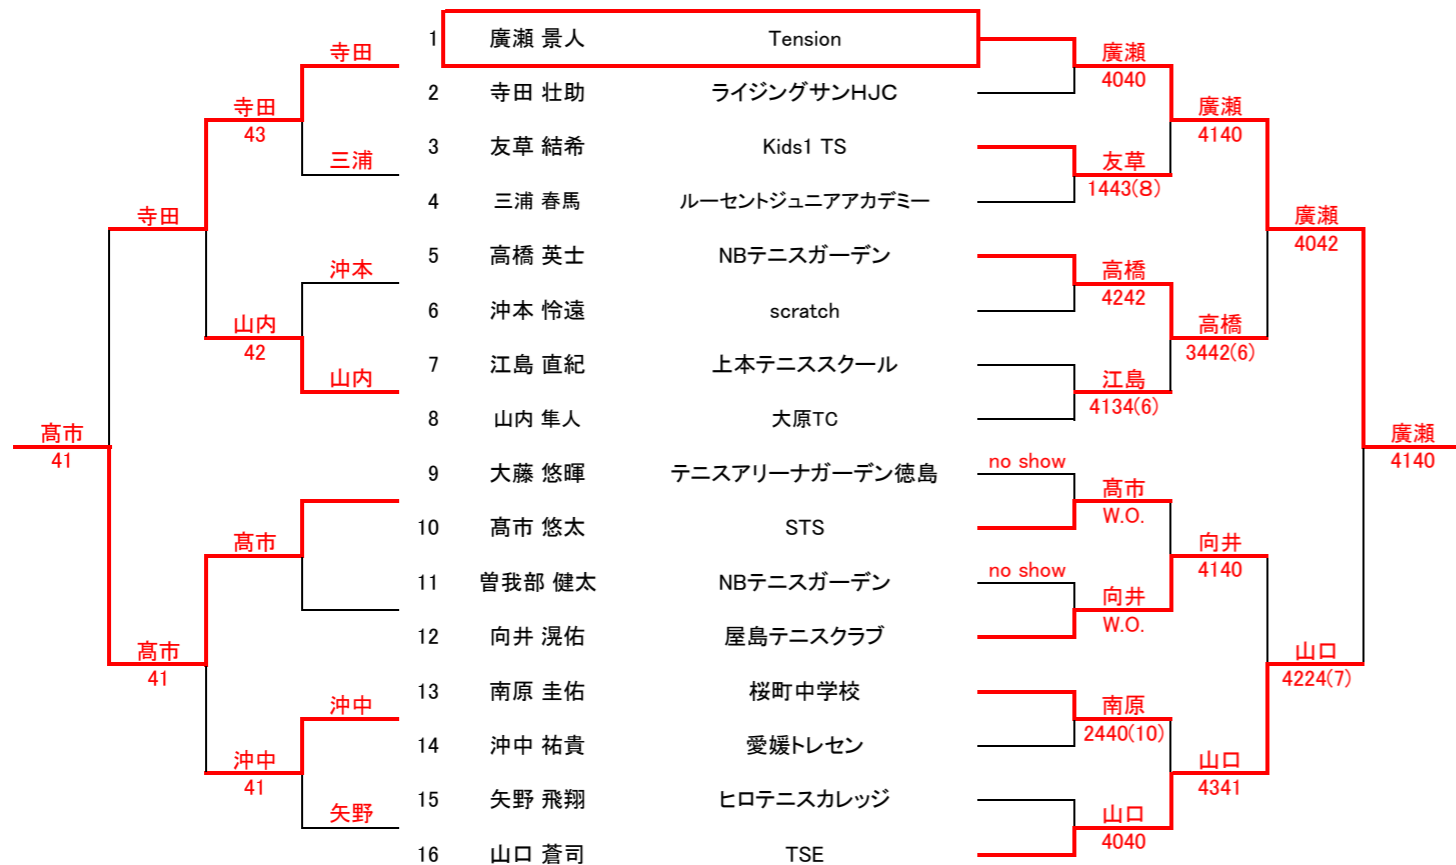 1 廣瀬 景人 Tension
2 寺田 壮助 ライジングサンHJC
3 友草 結希 Kids1 TS
4 三浦 春馬 ルーセントジュニアアカデミー
5 高橋 英士 NBテニスガーデン
6 沖本 怜遠 scratch
7 江島 直紀 上本テニススクール
8 山内 隼人 大原TC
9 大藤 悠暉 テニスアリーナガーデン徳島 no show
10 髙市 悠太 STS
11 曽我部 健太 NBテニスガーデン no show
12 向井 滉佑 屋島テニスクラブ
13 南原 圭佑 桜町中学校
14 沖中 祐貴 愛媛トレセン
15 矢野 飛翔 ヒロテニスカレッジ
16 山口 蒼司 TSE
寺田
三浦
沖本
山内
沖中
矢野
寺田
43
山内
42
髙市
沖中
41
寺田
髙市
41
髙市
41
廣瀬
4040
友草
1443(8)
高橋
4242
江島
4134(6)
髙市
W.O.
向井
W.O.
南原
2440(10)
山口
4040
廣瀬
4140
高橋
3442(6)
向井
4140
山口
4341
廣瀬
4042
山口
4224(7)
廣瀬
4140